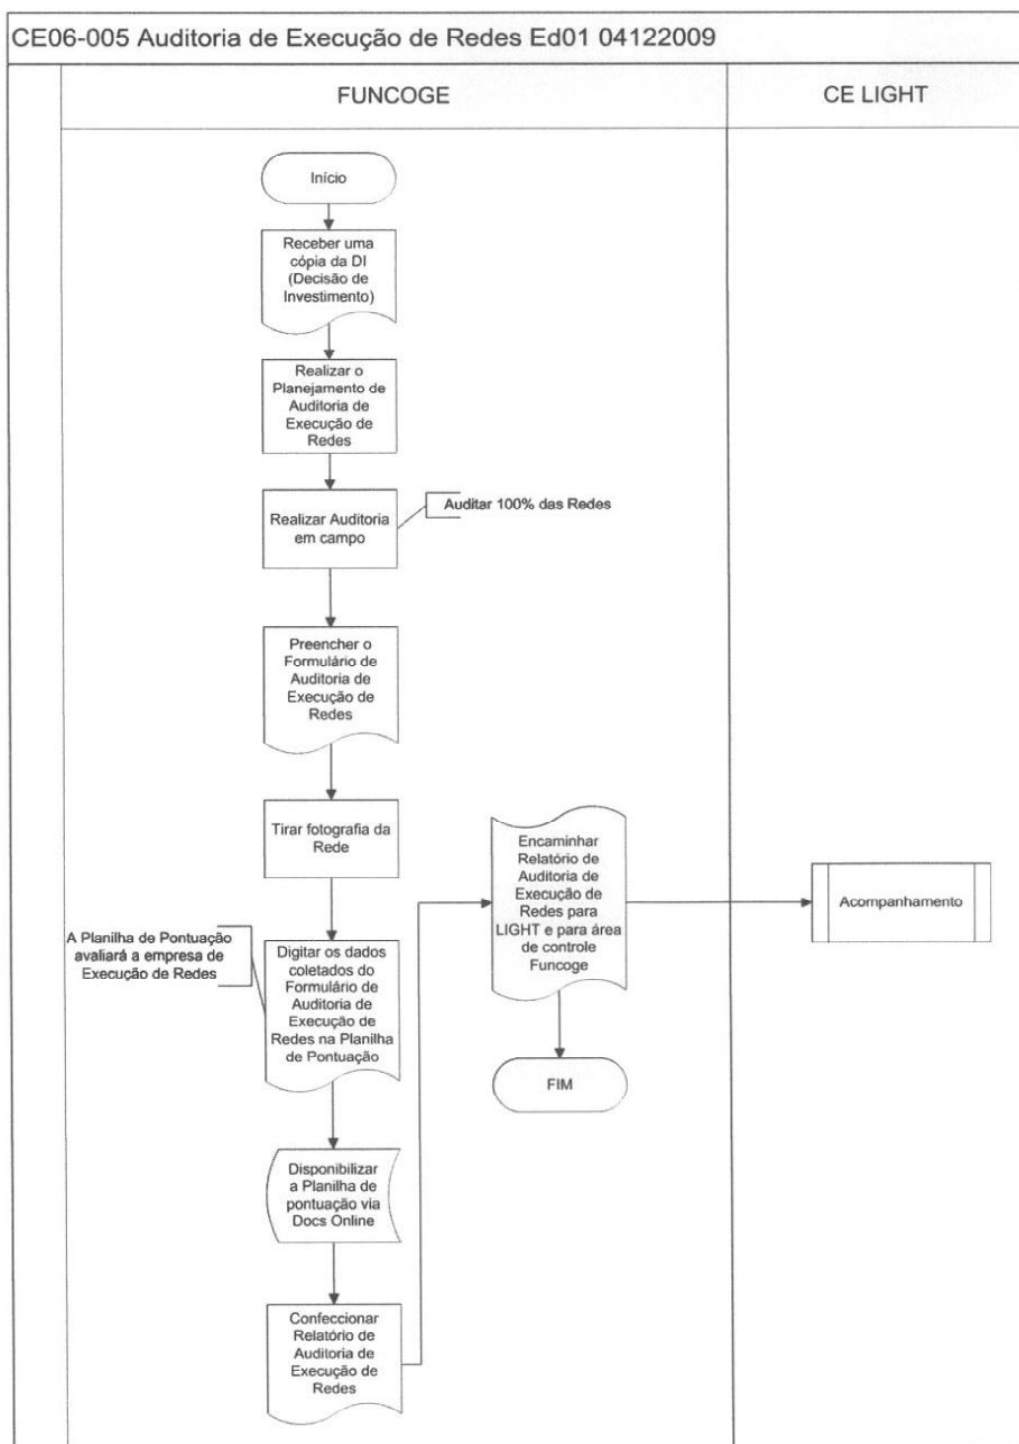 CE06-005 Auditoria de Execução de Redes Ed01 04122009
FUNCOGE
CE LIGHT
Início
Receber uma
cópia da DI
(Decisão de
Investimento)
Realizar o
Planejamento de
Auditoria de
Execução de
Redes
Realizar Auditoria
em campo
Auditar 100% das Redes
Preencher o
Formulário de
Auditoria de
Execução de
Redes
Tirar fotografia da
Rede
A Planilha de Pontuação
avaliará a empresa de
Execução de Redes
Digitar os dados
coletados do
Formulário de
Auditoria de
Execução de
Redes na Planilha
de Pontuação
Disponibilizar
a Planilha de
pontuação via
Docs Online
Confeccionar
Relatório de
Auditoria de
Execução de
Redes
Encaminhar
Relatório de
Auditoria de
Execução de
Redes para
LIGHT e para área
de controle
Funcoge
FIM
Acompanhamento